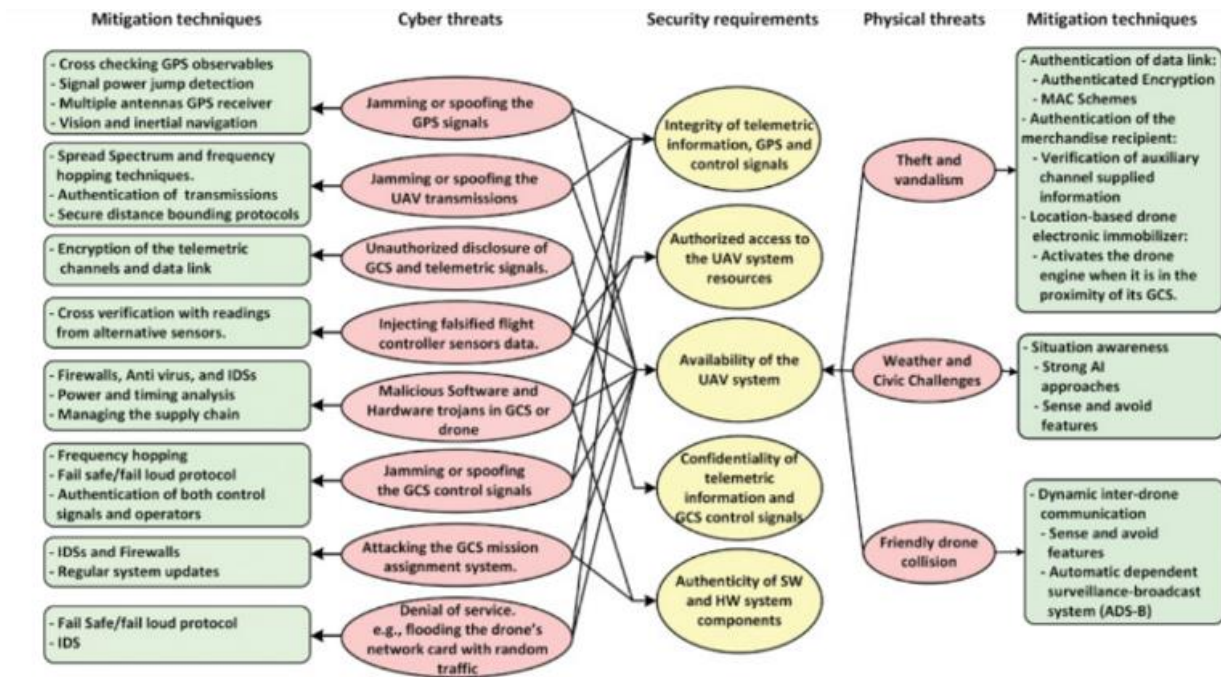 Mitigation techniques
Cyber threats
Security requirements
Physical threats
Mitigation techniques
- Cross checking GPS observables
- Signal power jump detection
- Multiple antennas GPS receiver
- Vision and inertial navigation
- Spread Spectrum and frequency
hopping techniques.
- Authentication of transmissions
- Secure distance bounding protocols
- Encryption of the telemetric
channels and data link
- Cross verification with readings
from alternative sensors.
- Firewalls, Anti virus, and IDSs
- Power and timing analysis
- Managing the supply chain
- Frequency hopping
- Fail safe/fail loud protocol
- Authentication of both control
signals and operators
- IDSs and Firewalls
- Regular system updates
- Fail Safe/fail loud protocol
- IDS
Jamming or spoofing the
GPS signals
Jamming or spoofing the
UAV transmissions
Unauthorized disclosure of
GCS and telemetric signals.
Injecting falsified flight
controller sensors data.
Malicious Software and
Hardware trojans in GCS or
drone
Jamming or spoofing
the GCS control signals
Attacking the GCS mission
assignment system.
Denial of service.
e.g., flooding the drone's
network card with random
traffic
Integrity of telemetric
information, GPS and
control signals
Authorized access to
the UAV system
resources
Availability of the
UAV system
Confidentiality of
telemetric
information and
GCS control signals
Authenticity of SW
and HW system
components
Theft and
vandalism
Weather and
Civic Challenges
Friendly drone
collision
- Authentication of data link:
- Authenticated Encryption
- MAC Schemes
- Authentication of the
merchandise recipient:
- Verification of auxiliary
channel supplied
information
- Location-based drone
electronic immobilizer:
- Activates the drone
engine when it is in the
proximity of its GCS.
- Situation awareness
- Strong AI
approaches
- Sense and avoid
features
- Dynamic inter-drone
communication
- Sense and avoid
features
- Automatic dependent
surveillance-broadcast
system (ADS-B)